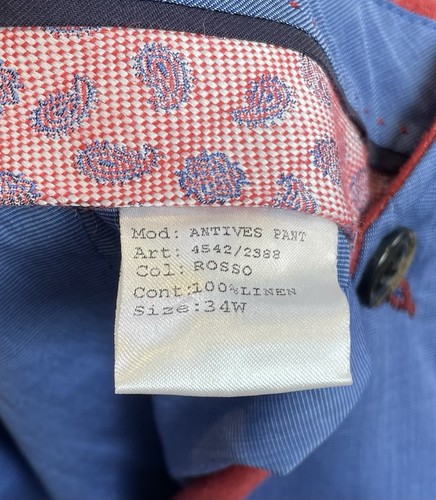 Mod: ANTIVES PANT
Art: 4542/2388
Col: ROSSO
Cont:100%LINEN
Size:34W